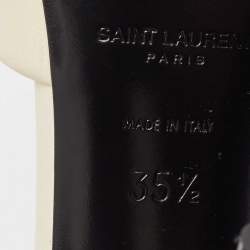 SAINT LAUREN
PARIS
MADE IN ITALY
35½